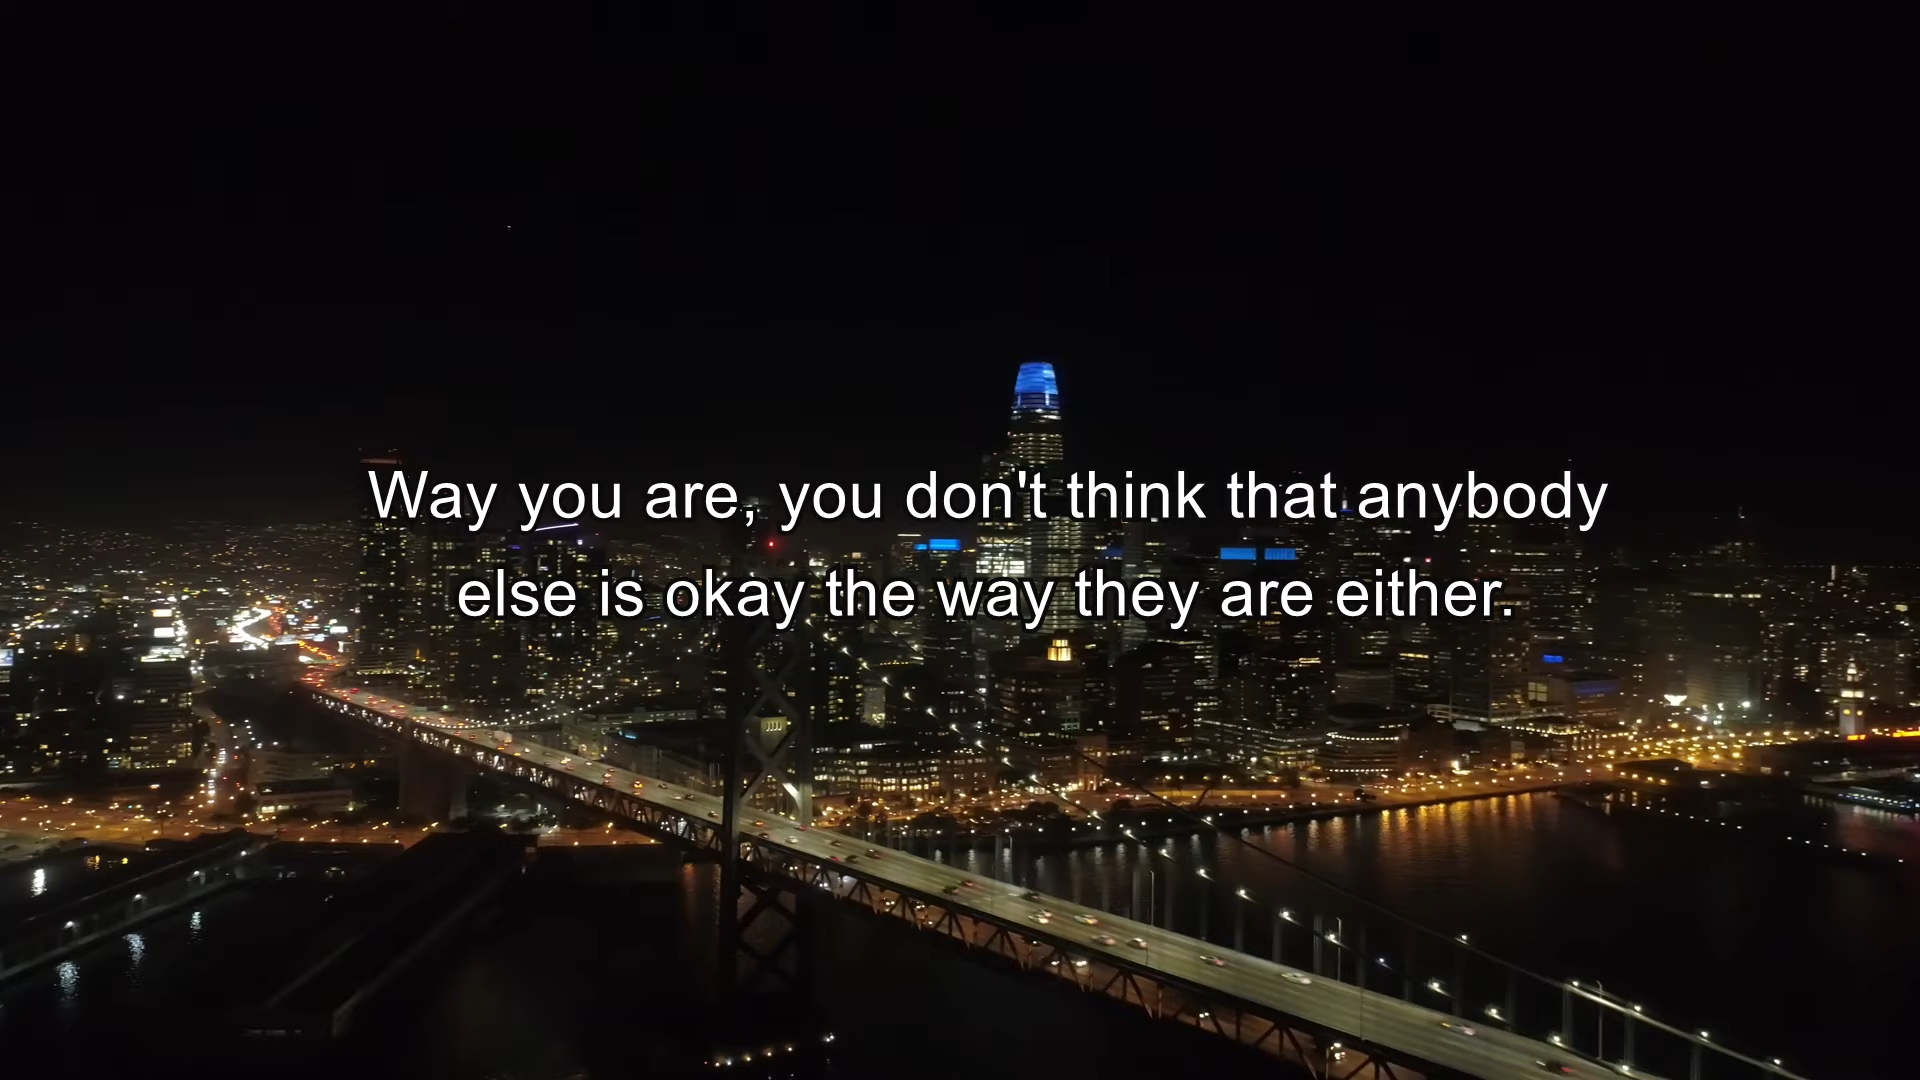 Way you are, you don't think that anybody
else is okay the way they are either.